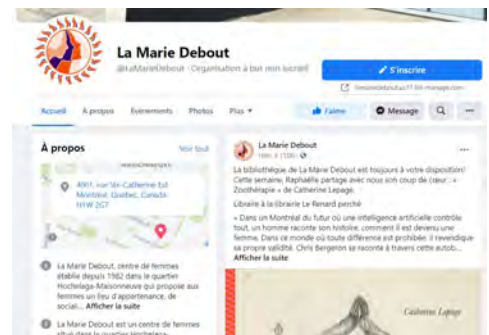 La Marie Debout
@LaMarieDebout · Organisation à but non lucratif
S'inscrire
Accueil
À propos
Évènements
Photos
Plus
J'aime
Message
À propos
Voir tout
4001, rue Ste-Catherine Est
Montréal, Québec, Canada
H1W 2G7
La Marie Debout, centre de femmes
établie depuis 1982 dans le quartier
Hochelaga-Maisonneuve qui propose aux
femmes un lieu d'appartenance, de
social... Afficher la suite
La Marie Debout est un centre de femmes
situé dans le quartier Hochelaga-
La Marie Debout
La bibliothèque de La Marie Debout est toujours à votre disposition!
Cette semaine, Raphaëlle partage avec nous son coup de cœur : «
Zoothérapie » de Catherine Lepage.
Libraire à la librairie Le Renard perché
« Dans un Montréal du futur où une intelligence artificielle contrôle
tout, un homme raconte son histoire, comment il est devenu une
femme. Dans ce monde où toute différence est prohibée, il revendique
sa propre validité. Chris Bergeron se raconte à travers cette autob...
Afficher la suite
Catherine Lepage